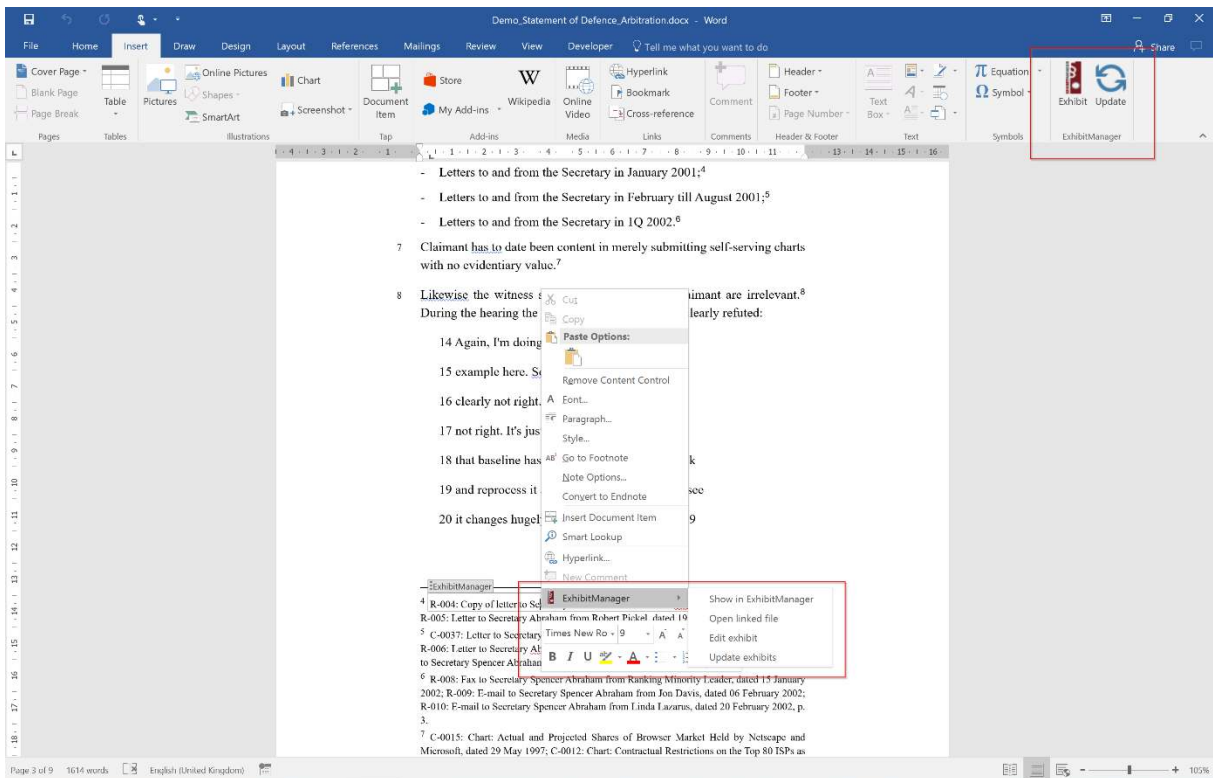 Demo_Statement of Defence_Arbitration.docx - Word
File Home Insert Draw Design Layout References Mailings Review View Developer Tell me what you want to do Share
Cover Page
Blank Page
Page Break
Table
Pictures
Online Pictures
Shapes
SmartArt
Chart
Screenshot
Document Item
Store
My Add-ins
Wikipedia
Online Video
Hyperlink
Bookmark
Cross-reference
Comment
Header
Footer
Page Number
Text Box
Equation
Symbol
Exhibit Update
Pages Tables Illustrations Tap Add-ins Media Links Comments Header & Footer Text Symbols ExhibitManager
- Letters to and from the Secretary in January 2001;4
- Letters to and from the Secretary in February till August 2001;5
- Letters to and from the Secretary in 1Q 2002.6
7 Claimant has to date been content in merely submitting self-serving charts
with no evidentiary value.7
8 Likewise the witness imant are irrelevant.8
During the hearing the learly refuted:
14 Again, I'm doing
15 example here. So
16 clearly not right.
17 not right. It's jus
18 that baseline has k
19 and reprocess it see
20 it changes hugel 9
Cut
Copy
Paste Options:
Remove Content Control
Font...
Paragraph...
Style...
Go to Footnote
Note Options...
Convert to Endnote
Insert Document Item
Smart Lookup
Hyperlink...
New Comment
ExhibitManager
Show in ExhibitManager
Open linked file
Edit exhibit
Update exhibits
Times New Ro 9 A A
B I U
ExhibitManager
4 R-004: Copy of letter to Se
R-005: Letter to Secretary Abraham from Robert Pickel, dated 19
5 C-0037: Letter to Secretary
R-006: Letter to Secretary Ab
to Secretary Spencer Abraham
6 R-008: Fax to Secretary Spencer Abraham from Ranking Minority Leader, dated 15 January
2002; R-009: E-mail to Secretary Spencer Abraham from Jon Davis, dated 06 February 2002;
R-010: E-mail to Secretary Spencer Abraham from Linda Lazarus, dated 20 February 2002, p.
3.
7 C-0015: Chart: Actual and Projected Shares of Browser Market Held by Netscape and
Microsoft, dated 29 May 1997; C-0012: Chart: Contractual Restrictions on the Top 80 ISPs as
Page 3 of 9 1614 words English (United Kingdom) 105%